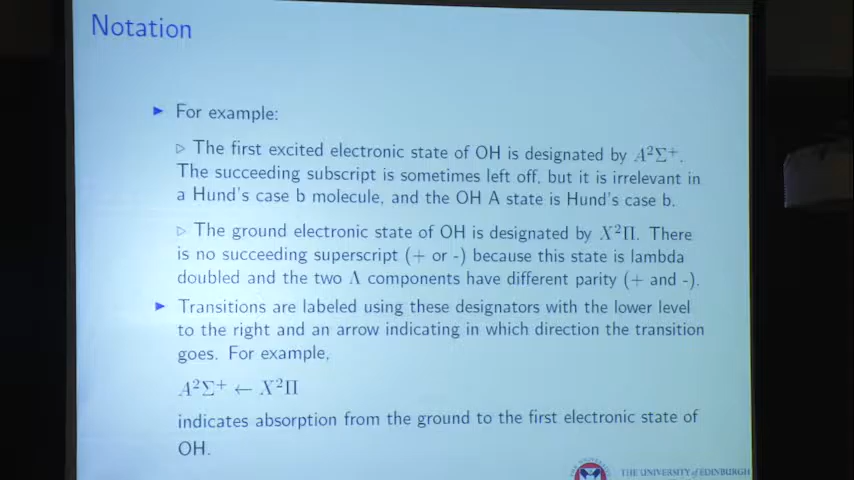 Notation
► For example:
▷ The first excited electronic state of OH is designated by A²Σ⁺.
The succeeding subscript is sometimes left off, but it is irrelevant in
a Hund's case b molecule, and the OH A state is Hund's case b.
▷ The ground electronic state of OH is designated by X²Π. There
is no succeeding superscript (+ or -) because this state is lambda
doubled and the two Λ components have different parity (+ and -).
► Transitions are labeled using these designators with the lower level
to the right and an arrow indicating in which direction the transition
goes. For example,
A²Σ⁺ ← X²Π
indicates absorption from the ground to the first electronic state of
OH.
THE UNIVERSITY of EDINBURGH